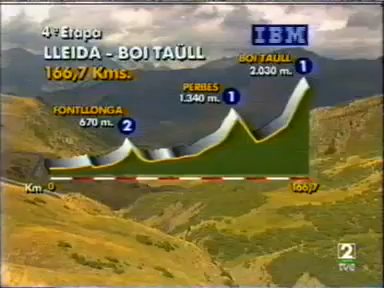 4ª Etapa
IBM
LLEIDA - BOI TAÜLL
166,7 Kms.
BOI TAÜLL
2.030 m.
1
PERBES
1.340 m.
1
FONTLLONGA
670 m.
2
Km. 0
166,7
2
tve